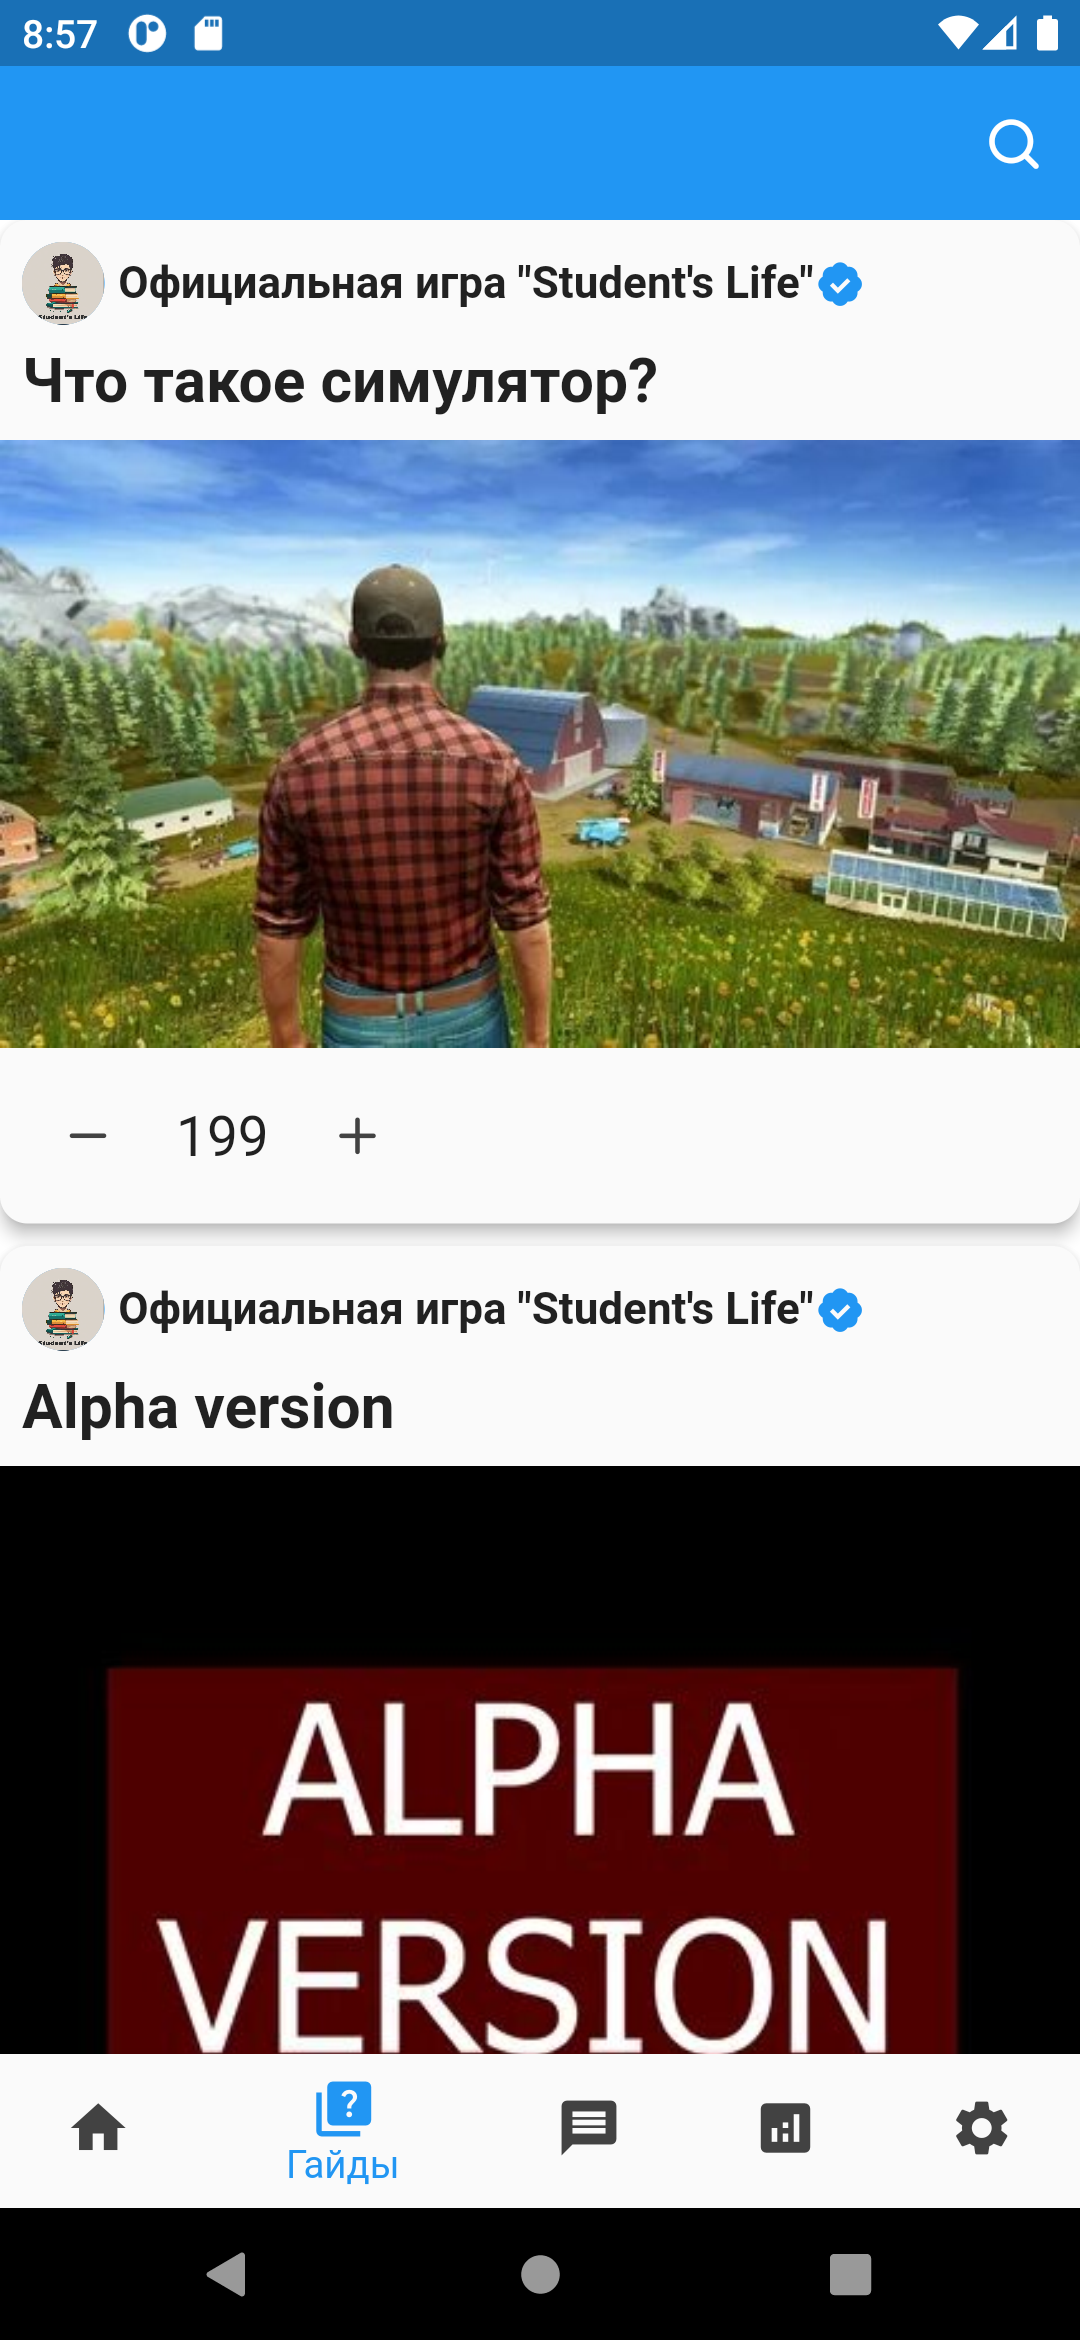 8:57
Официальная игра "Student's Life"
Что такое симулятор?
199
Официальная игра "Student's Life"
Alpha version
ALPHA
VERSION
Гайды